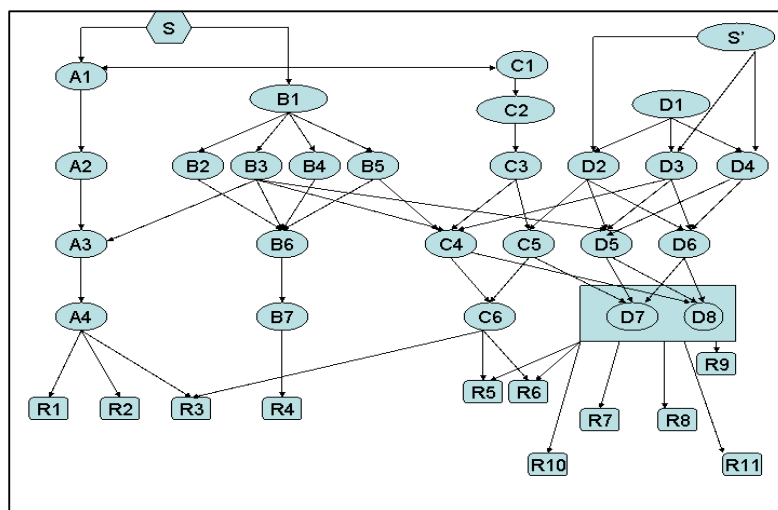 S
S'
A1
C1
B1
C2
D1
A2
B2
B3
B4
B5
C3
D2
D3
D4
A3
B6
C4
C5
D5
D6
A4
B7
C6
D7
D8
R9
R1
R2
R3
R4
R5
R6
R7
R8
R10
R11